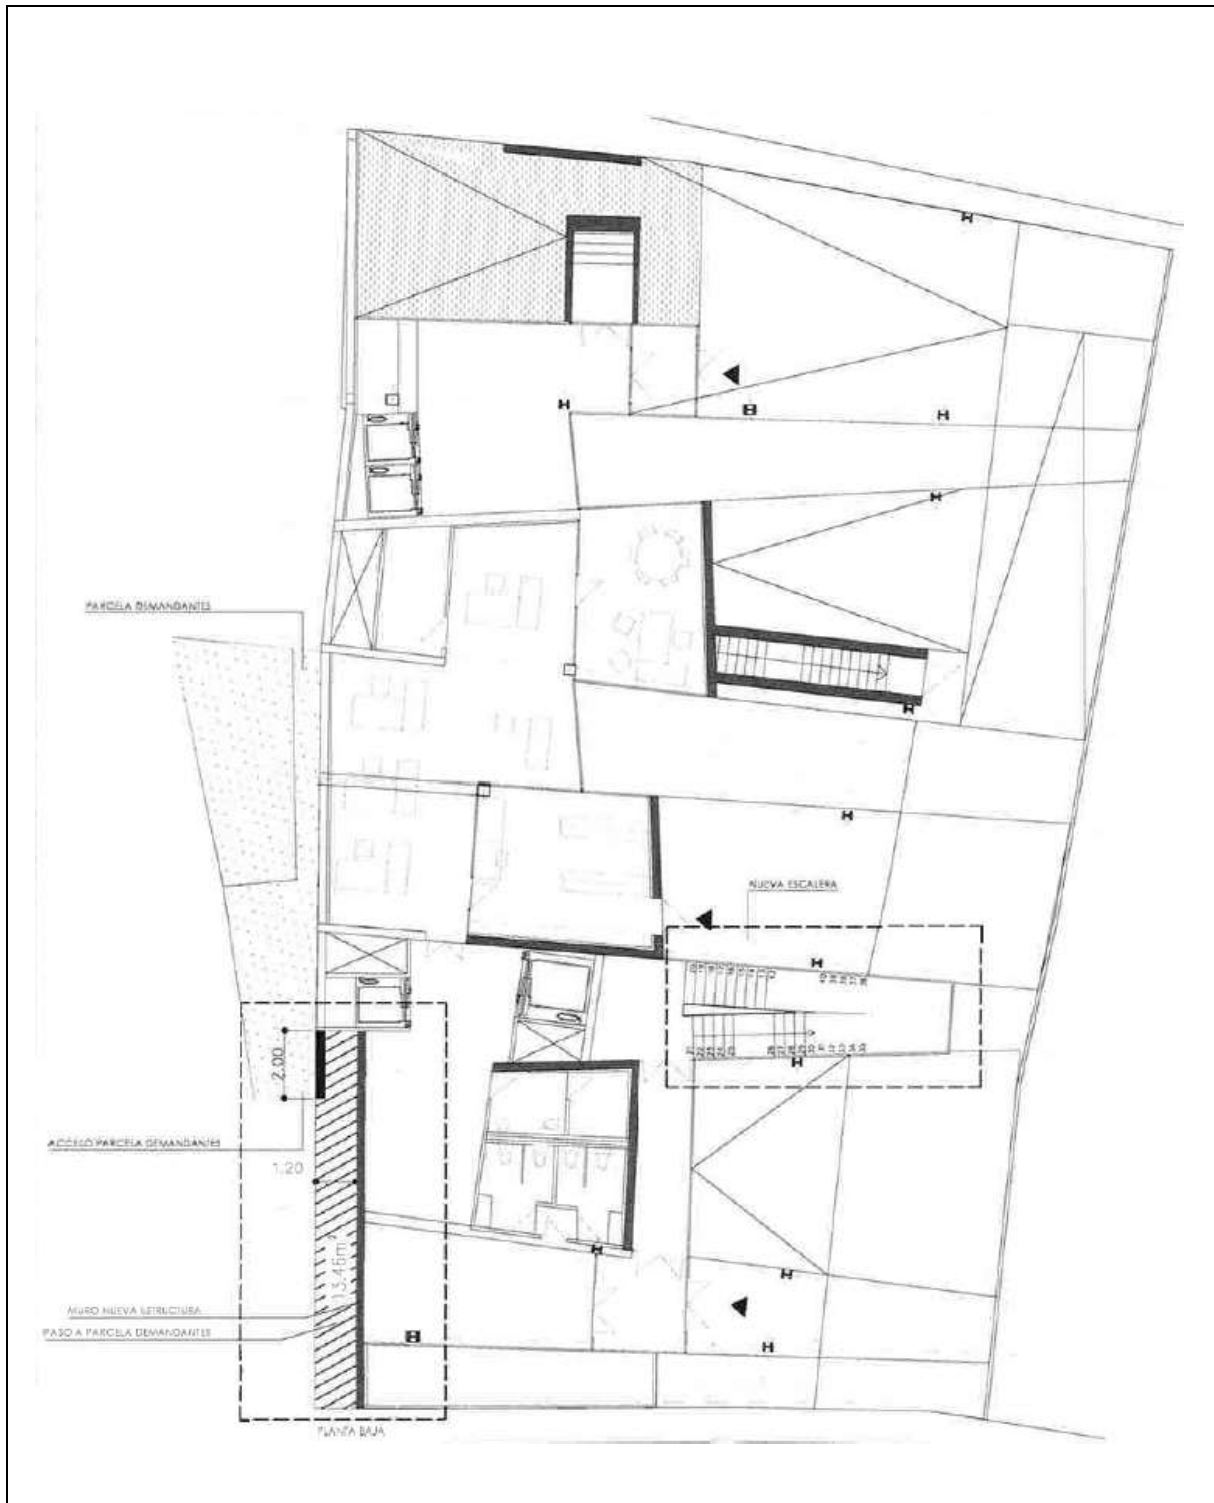 PARCELA DEMANDANTES
NUEVA ESCALERA
2.00
ACCESO PARCELA DEMANDANTES
1.20
13.46m²
MURO NUEVA ESTRUCTURA
PASO A PARCELA DEMANDANTES
PLANTA BAJA